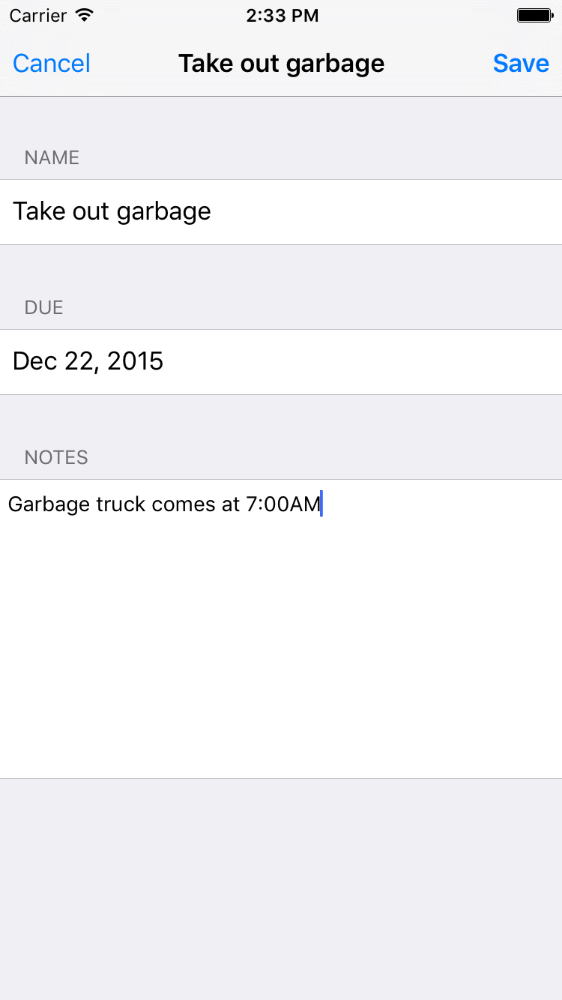 Carrier 2:33 PM
Cancel Take out garbage Save
NAME
Take out garbage
DUE
Dec 22, 2015
NOTES
Garbage truck comes at 7:00AM